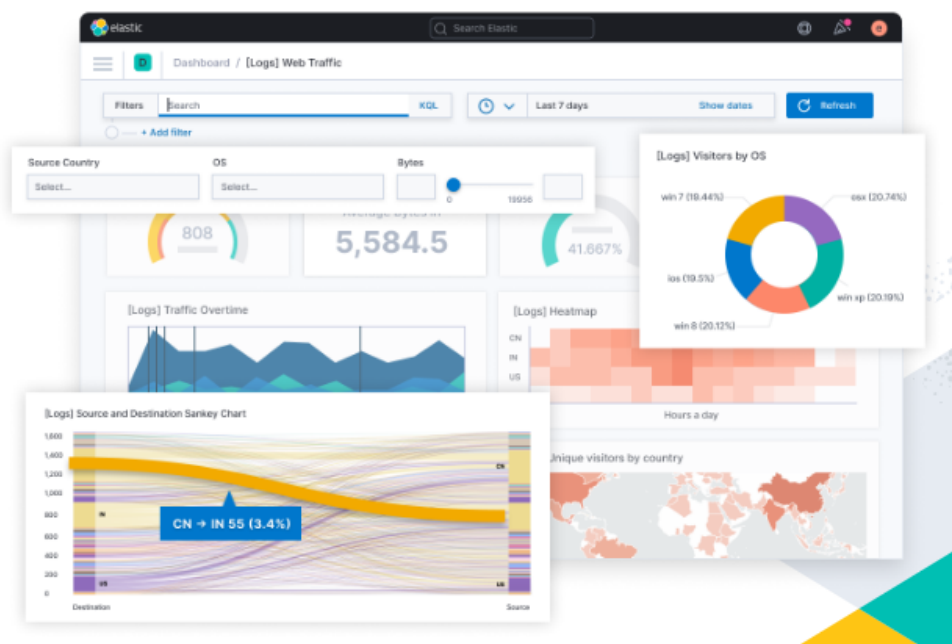 elastic
Search Elastic
e
D
Dashboard / [Logs] Web Traffic
Filters
Search
KQL
Last 7 days
Show dates
Refresh
+ Add filter
Source Country
OS
Bytes
Select...
Select...
0
19956
[Logs] Visitors by OS
win 7 (19.44%)
osx (20.74%)
ios (19.5%)
win xp (20.19%)
win 8 (20.12%)
808
Average Bytes in
5,584.5
41.667%
[Logs] Traffic Overtime
[Logs] Heatmap
CN
IN
US
Hours a day
[Logs] Source and Destination Sankey Chart
1,600
1,400
1,200
1,000
800
600
400
200
0
CN
IN
US
CN → IN 55 (3.4%)
Destination
Source
Unique visitors by country